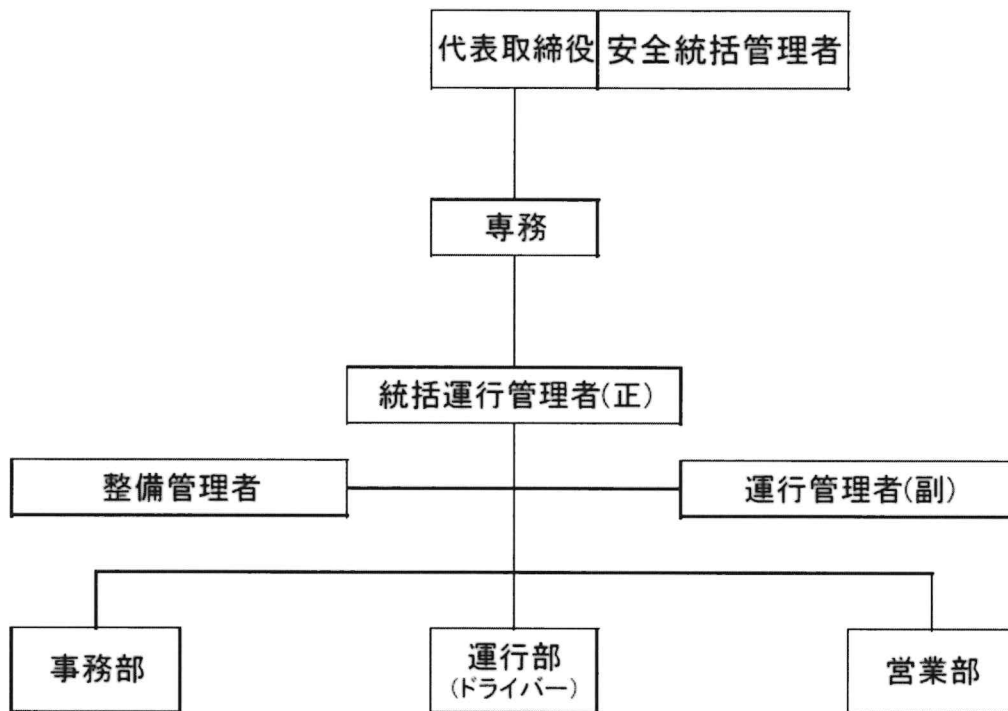 代表取締役 安全統括管理者
専務
統括運行管理者(正)
整備管理者
運行管理者(副)
事務部
運行部
(ドライバー)
営業部